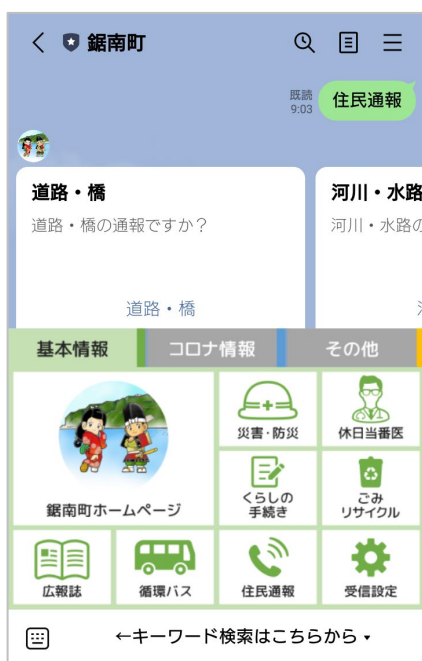 鋸南町
既読
9:03
住民通報
道路・橋
道路・橋の通報ですか？
道路・橋
河川・水路
河川・水路の
基本情報
コロナ情報
その他
鋸南町ホームページ
災害・防災
休日当番医
くらしの
手続き
ごみ
リサイクル
広報誌
循環バス
住民通報
受信設定
←キーワード検索はこちらから▼